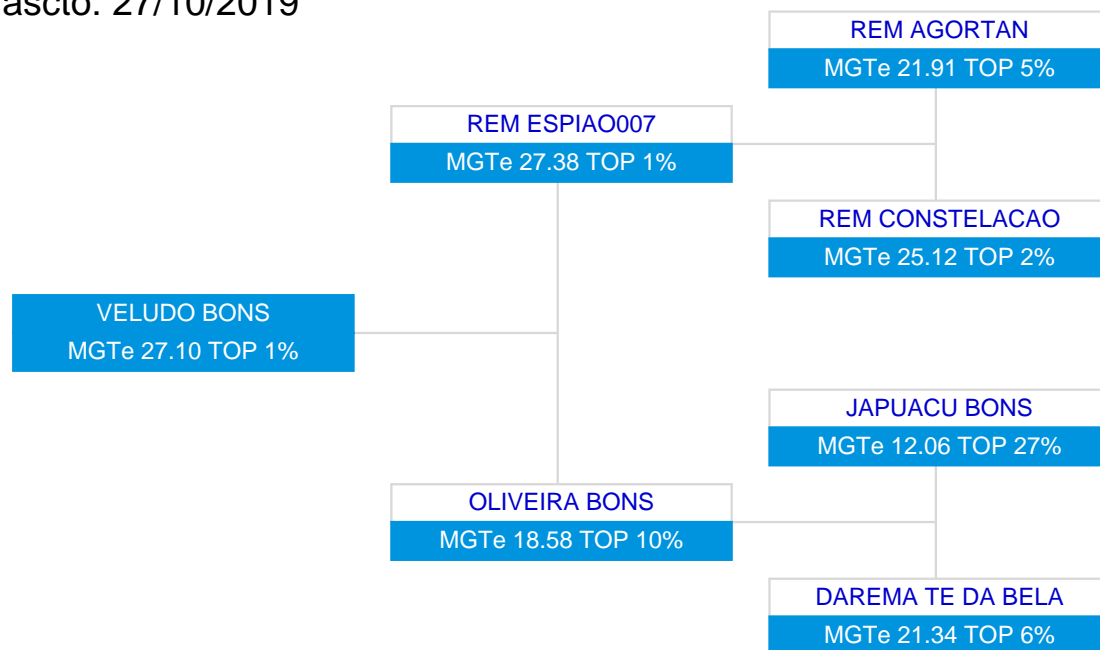 ascto: 27/10/2019
REM AGORTAN
MGTe 21.91 TOP 5%
REM ESPIAO007
MGTe 27.38 TOP 1%
REM CONSTELACAO
MGTe 25.12 TOP 2%
VELUDO BONS
MGTe 27.10 TOP 1%
JAPUACU BONS
MGTe 12.06 TOP 27%
OLIVEIRA BONS
MGTe 18.58 TOP 10%
DAREMA TE DA BELA
MGTe 21.34 TOP 6%